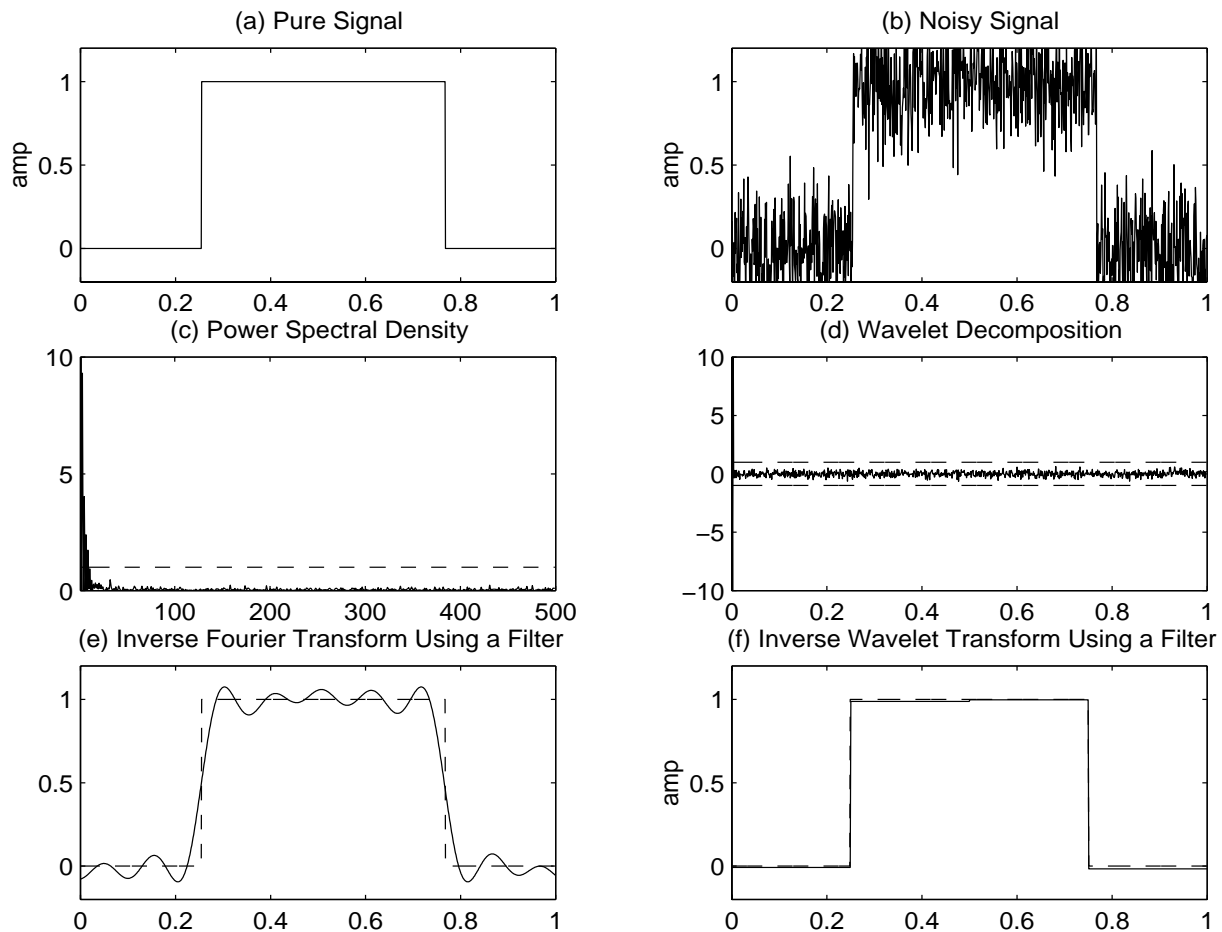 (a) Pure Signal
(b) Noisy Signal
1
0.5
0
amp
0 0.2 0.4 0.6 0.8 1
1
0.5
0
amp
0 0.2 0.4 0.6 0.8 1
(c) Power Spectral Density
(d) Wavelet Decomposition
10
5
0
100 200 300 400 500
10
5
0
−5
−10
0 0.2 0.4 0.6 0.8 1
(e) Inverse Fourier Transform Using a Filter
(f) Inverse Wavelet Transform Using a Filter
1
0.5
0
0 0.2 0.4 0.6 0.8 1
1
0.5
0
amp
0 0.2 0.4 0.6 0.8 1